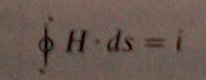 ∮ H · ds = i